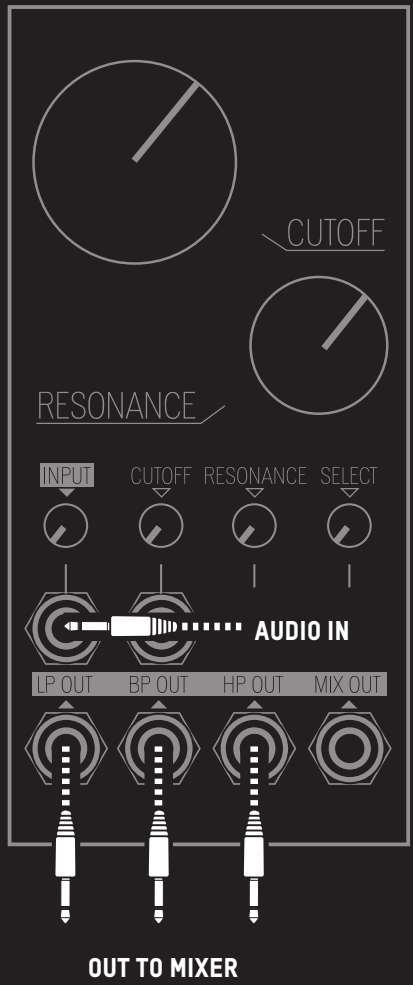 CUTOFF
RESONANCE
INPUT CUTOFF RESONANCE SELECT
AUDIO IN
LP OUT BP OUT HP OUT MIX OUT
OUT TO MIXER